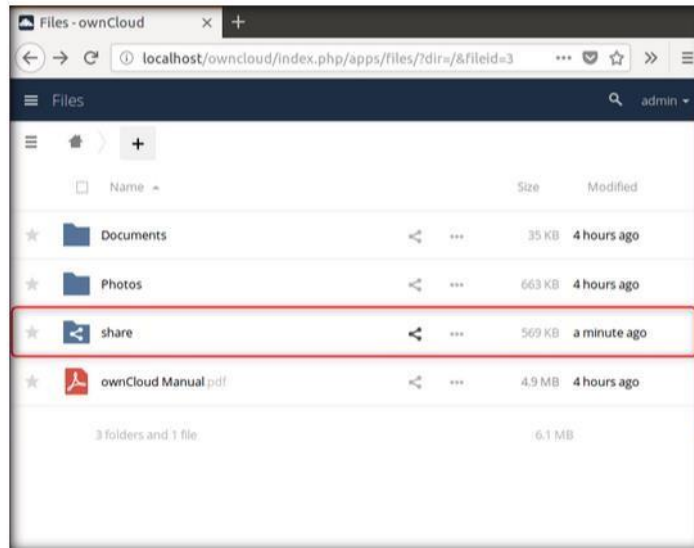 Files - ownCloud
localhost/owncloud/index.php/apps/files/?dir=/&fileid=3
Files admin
Name Size Modified
Documents 35 KB 4 hours ago
Photos 663 KB 4 hours ago
share 569 KB a minute ago
ownCloud Manual.pdf 4.9 MB 4 hours ago
3 folders and 1 file 6.1 MB